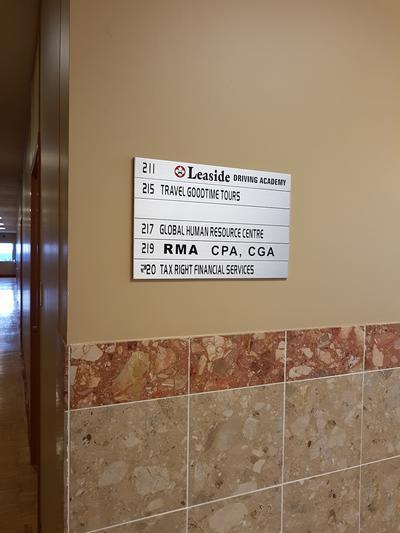 211 Leaside DRIVING ACADEMY
215 TRAVEL GOODTIME TOURS
217 GLOBAL HUMAN RESOURCE CENTRE
219 RMA CPA, CGA
220 TAX RIGHT FINANCIAL SERVICES